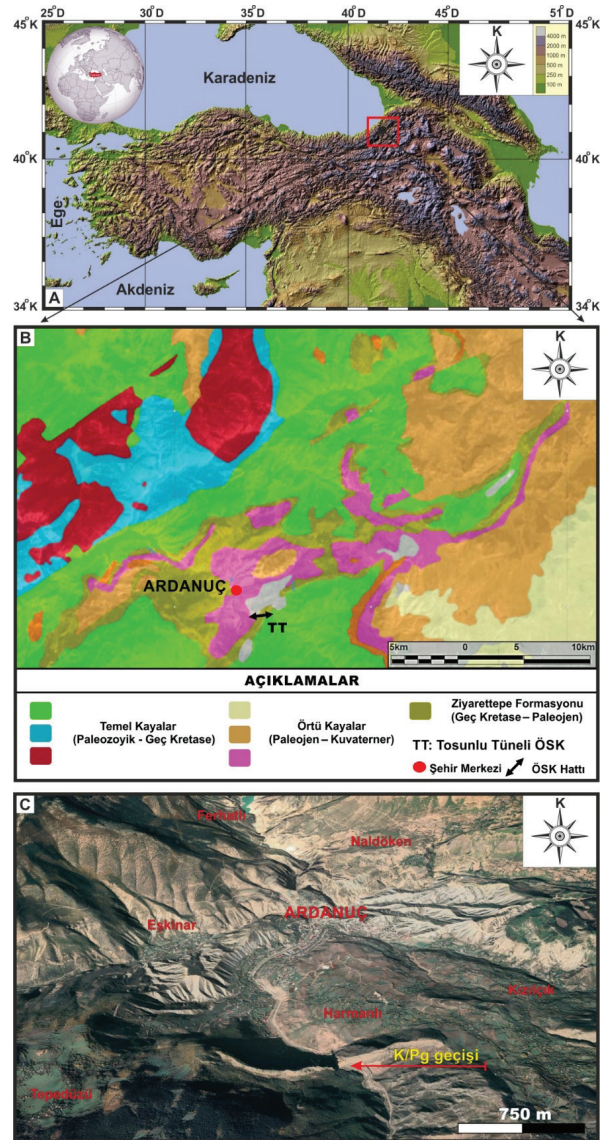 45°K
25°D
30°D
35°D
40°D
45°D
51°D
K
4000 m
2000 m
1000 m
500 m
250 m
100 m
Karadeniz
40°K
40°K
Ege
Akdeniz
34°K
34°K
A
B
K
ARDANUÇ
TT
5km 0 5 10km
AÇIKLAMALAR
Temel Kayalar
(Paleozoyik - Geç Kretase)
Örtü Kayalar
(Paleojen – Kuvaterner)
Ziyarettepe Formasyonu
(Geç Kretase – Paleojen)
TT: Tosunlu Tüneli ÖSK
Şehir Merkezi
ÖSK Hattı
C
K
Ferhatlı
Naldöken
ARDANUÇ
Eskinar
Harmanlı
K/Pg geçişi
Tepedüzü
750 m